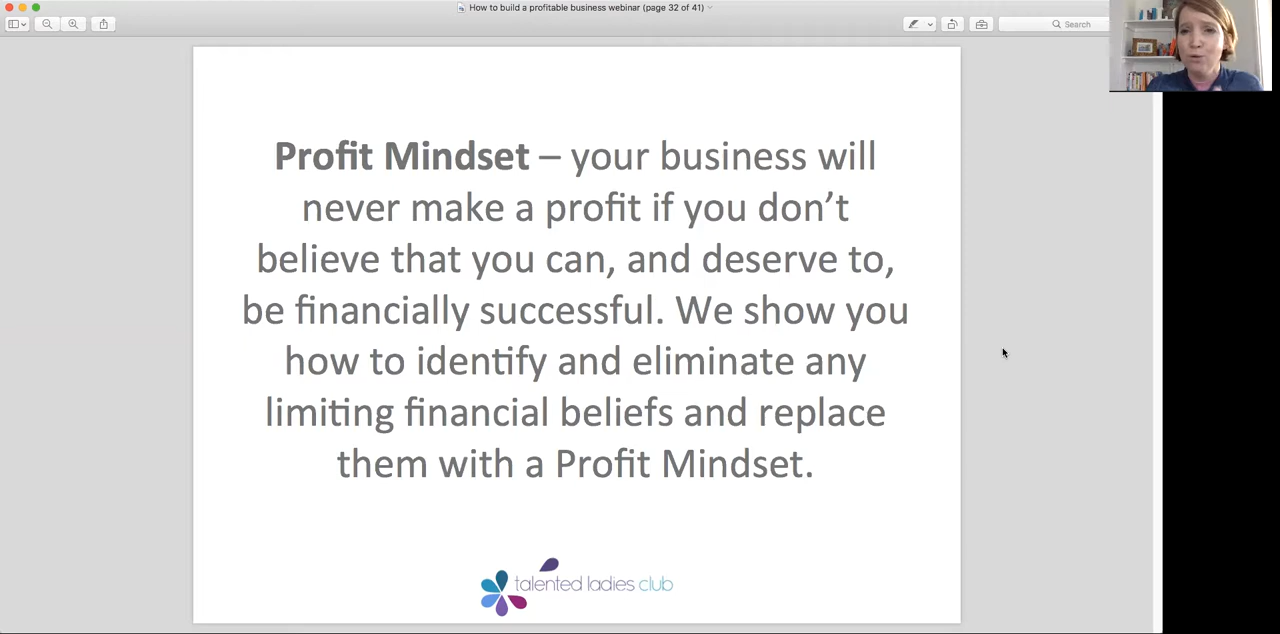 How to build a profitable business webinar (page 32 of 41)
Search
Profit Mindset – your business will
never make a profit if you don’t
believe that you can, and deserve to,
be financially successful. We show you
how to identify and eliminate any
limiting financial beliefs and replace
them with a Profit Mindset.
talented ladies club